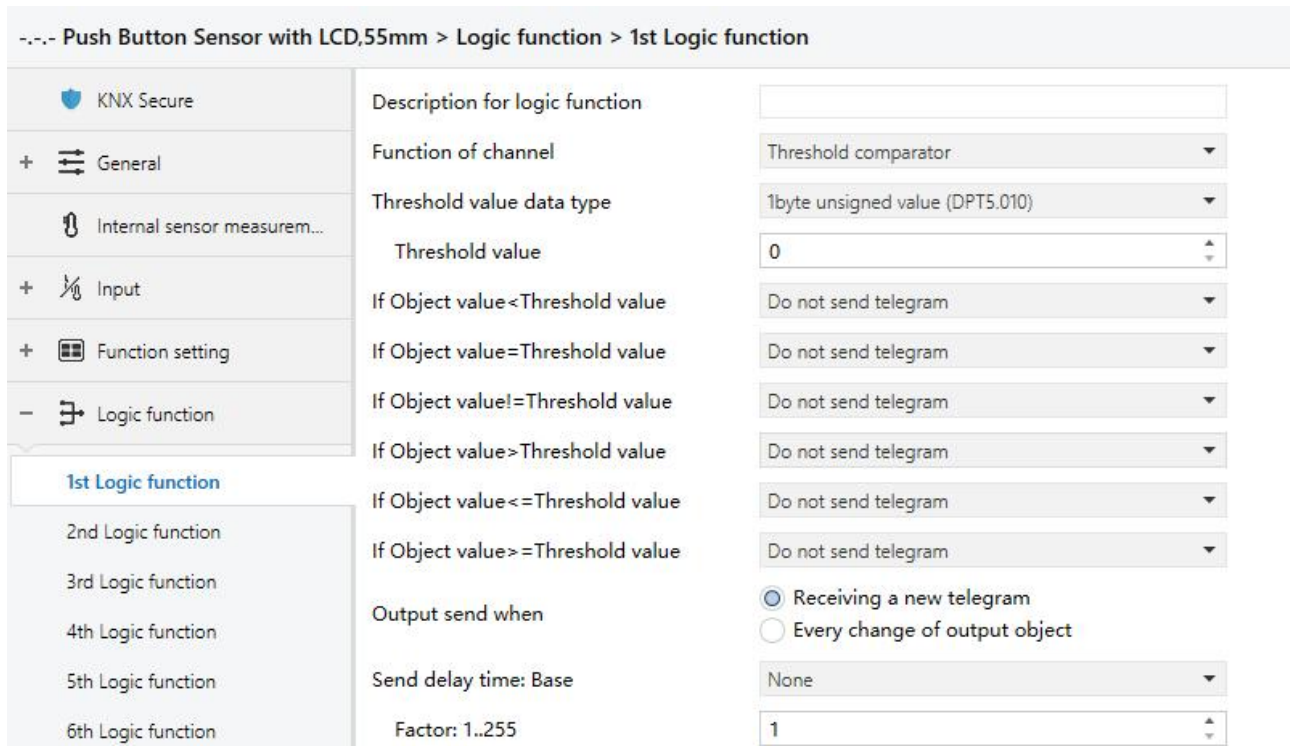 -.-.- Push Button Sensor with LCD,55mm > Logic function > 1st Logic function
KNX Secure
+ General
Internal sensor measurem...
+ Input
+ Function setting
- Logic function
1st Logic function
2nd Logic function
3rd Logic function
4th Logic function
5th Logic function
6th Logic function
Description for logic function
Function of channel Threshold comparator
Threshold value data type 1byte unsigned value (DPT5.010)
Threshold value 0
If Object value<Threshold value Do not send telegram
If Object value=Threshold value Do not send telegram
If Object value!=Threshold value Do not send telegram
If Object value>Threshold value Do not send telegram
If Object value<=Threshold value Do not send telegram
If Object value>=Threshold value Do not send telegram
Output send when
Receiving a new telegram
Every change of output object
Send delay time: Base None
Factor: 1..255 1